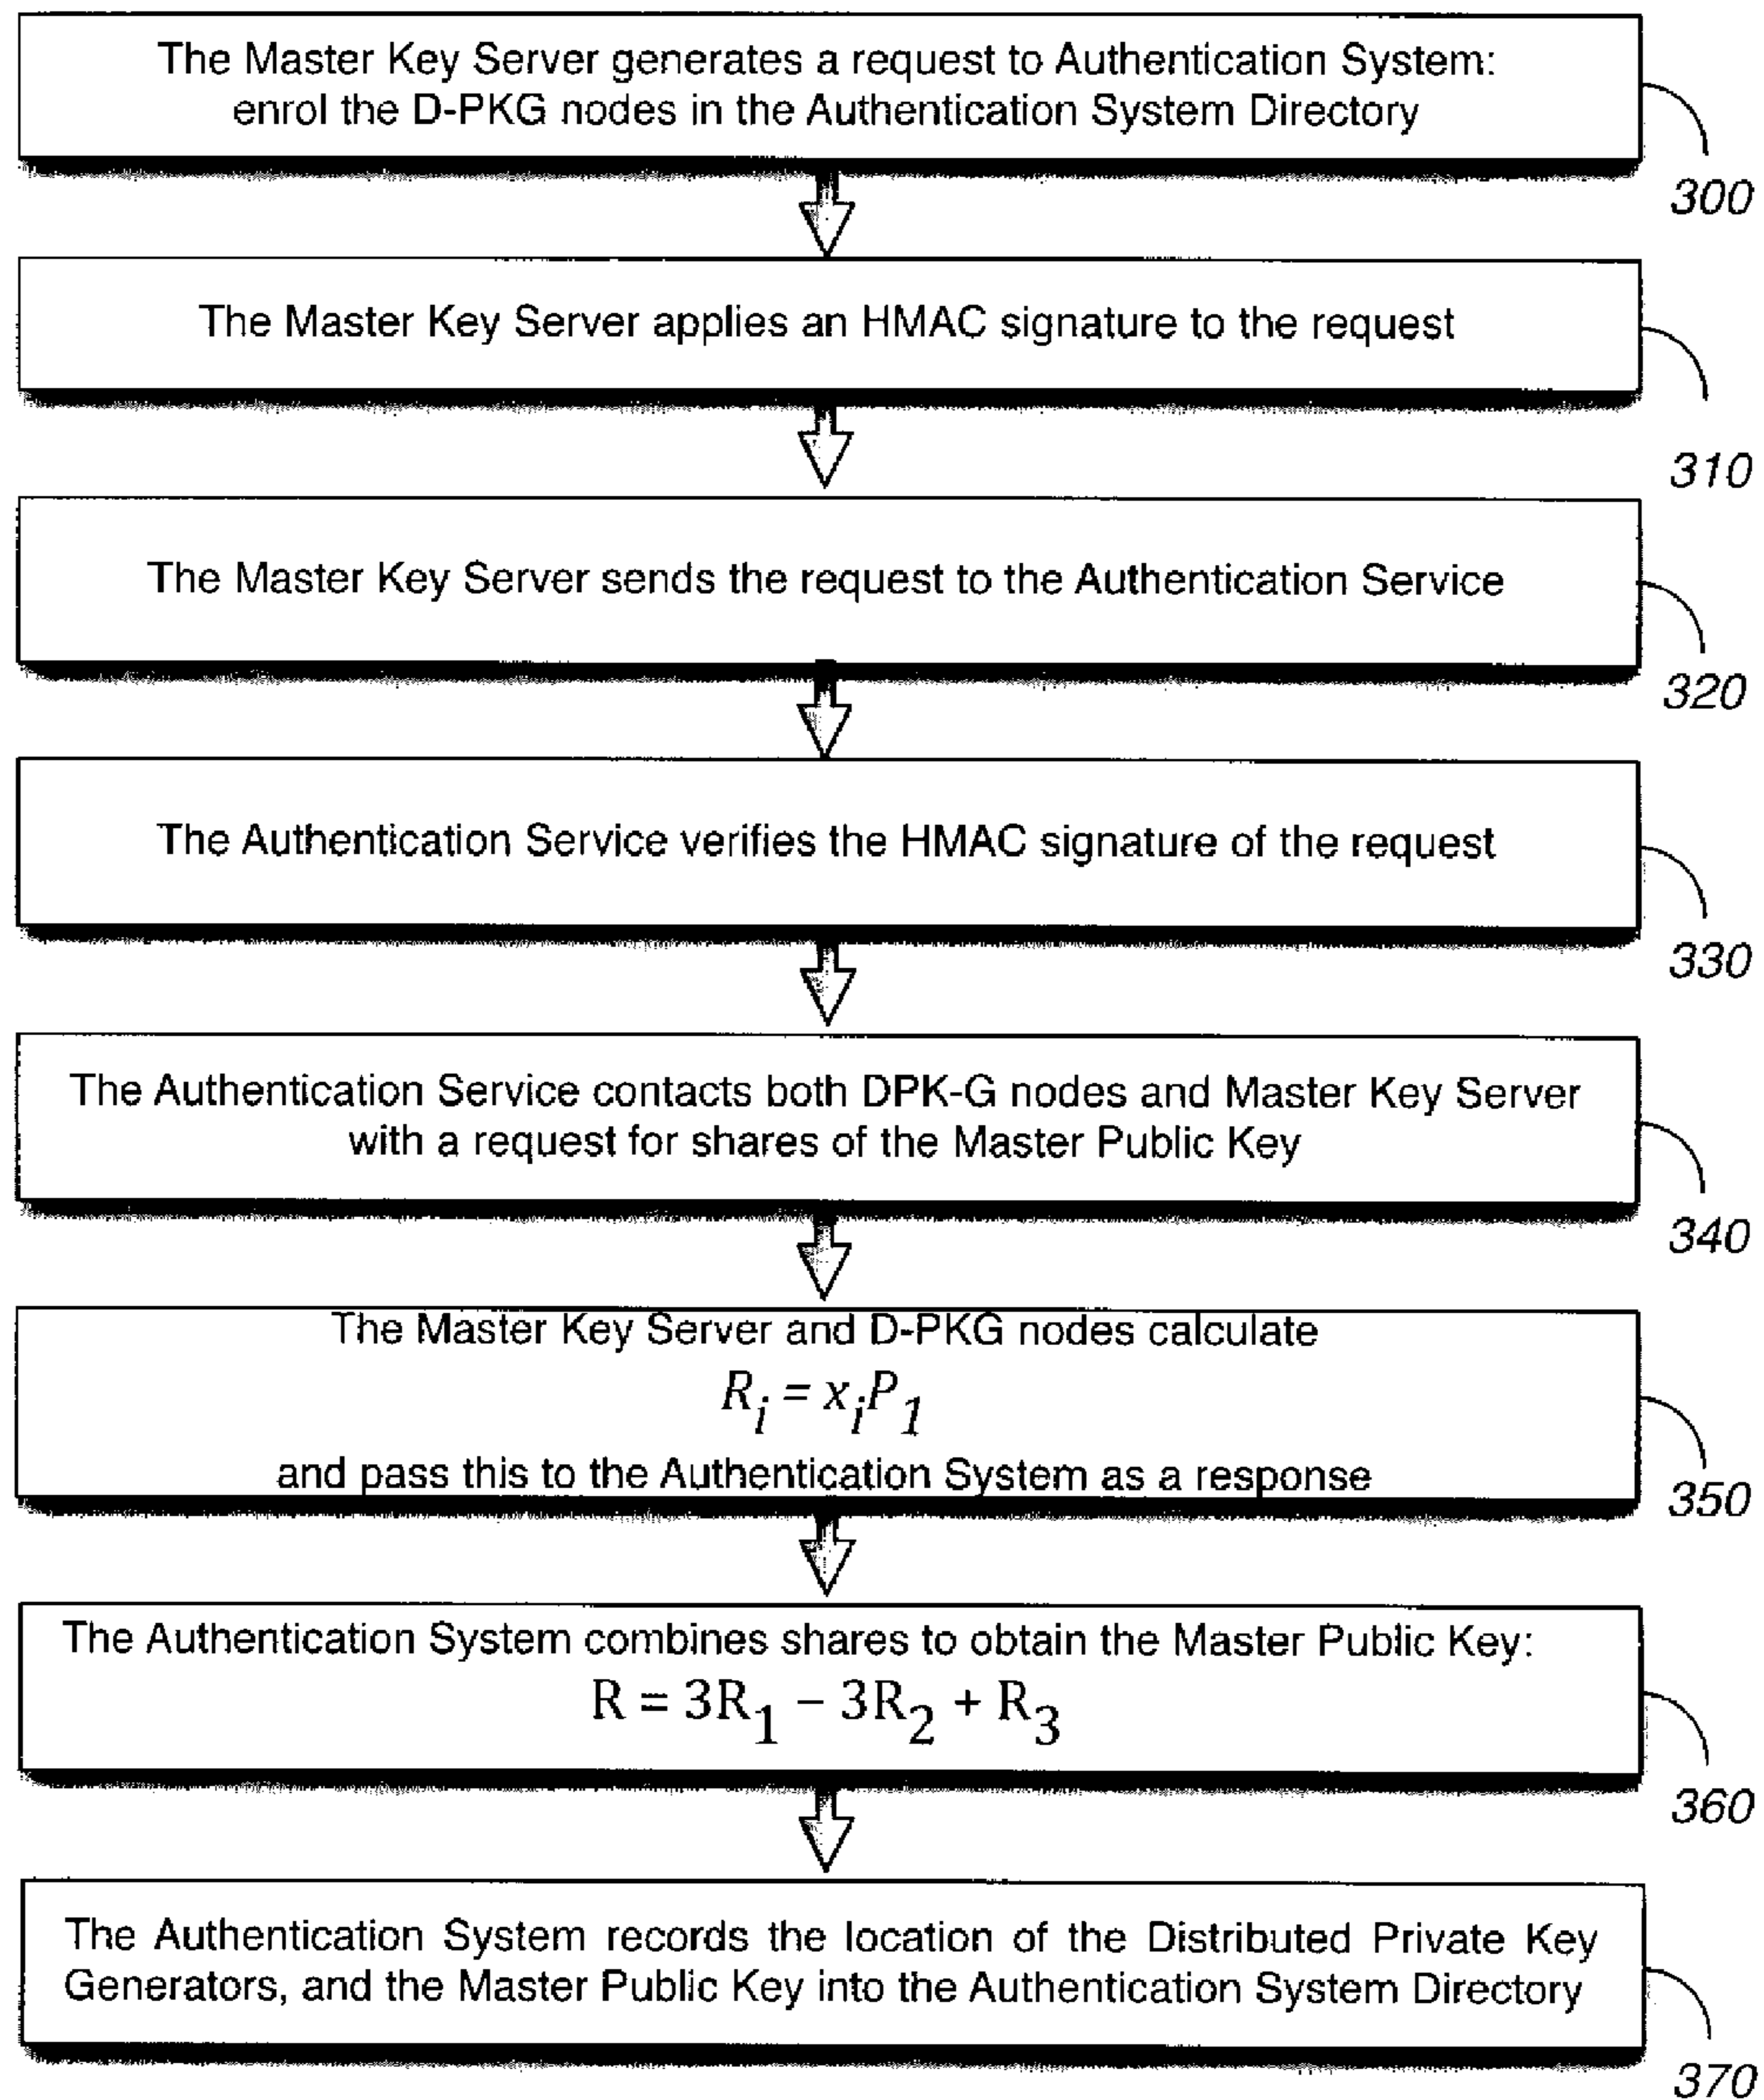 The Master Key Server generates a request to Authentication System:
enrol the D-PKG nodes in the Authentication System Directory
300
The Master Key Server applies an HMAC signature to the request
310
The Master Key Server sends the request to the Authentication Service
320
The Authentication Service verifies the HMAC signature of the request
330
The Authentication Service contacts both DPK-G nodes and Master Key Server
with a request for shares of the Master Public Key
340
The Master Key Server and D-PKG nodes calculate
R_i = x_i P_1
and pass this to the Authentication System as a response
350
The Authentication System combines shares to obtain the Master Public Key:
R = 3R_1 – 3R_2 + R_3
360
The Authentication System records the location of the Distributed Private Key
Generators, and the Master Public Key into the Authentication System Directory
370